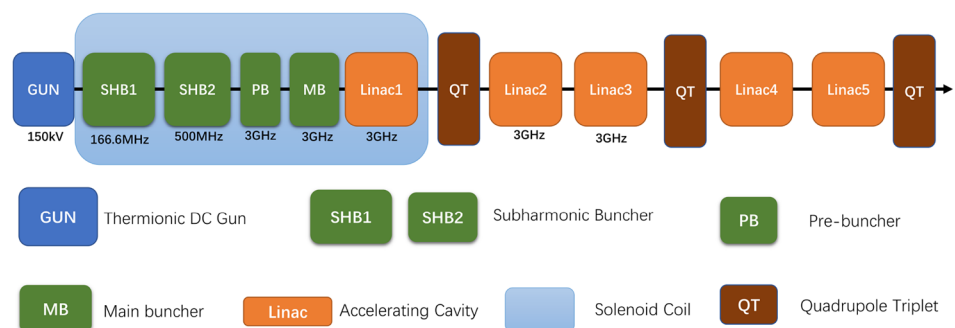 GUN
SHB1
SHB2
PB
MB
Linac1
QT
Linac2
Linac3
QT
Linac4
Linac5
QT
150kV
166.6MHz
500MHz
3GHz
3GHz
3GHz
3GHz
3GHz
GUN
Thermionic DC Gun
SHB1
SHB2
Subharmonic Buncher
PB
Pre-buncher
MB
Main buncher
Linac
Accelerating Cavity
Solenoid Coil
QT
Quadrupole Triplet